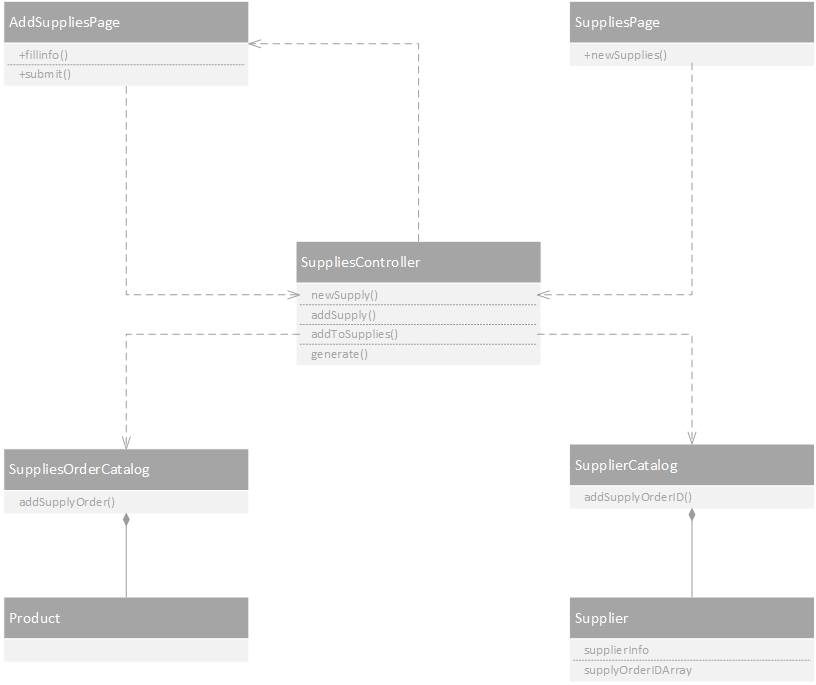 AddSuppliesPage
+fillinfo()
+submit()
SuppliesPage
+newSupplies()
SuppliesController
newSupply()
addSupply()
addToSupplies()
generate()
SuppliesOrderCatalog
addSupplyOrder()
SupplierCatalog
addSupplyOrderID()
Product
Supplier
supplierInfo
supplyOrderIDArray